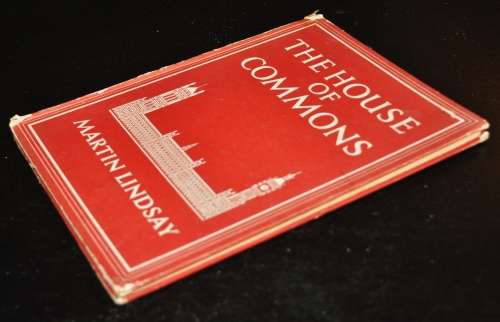 THE HOUSE
OF
COMMONS
MARTIN LINDSAY